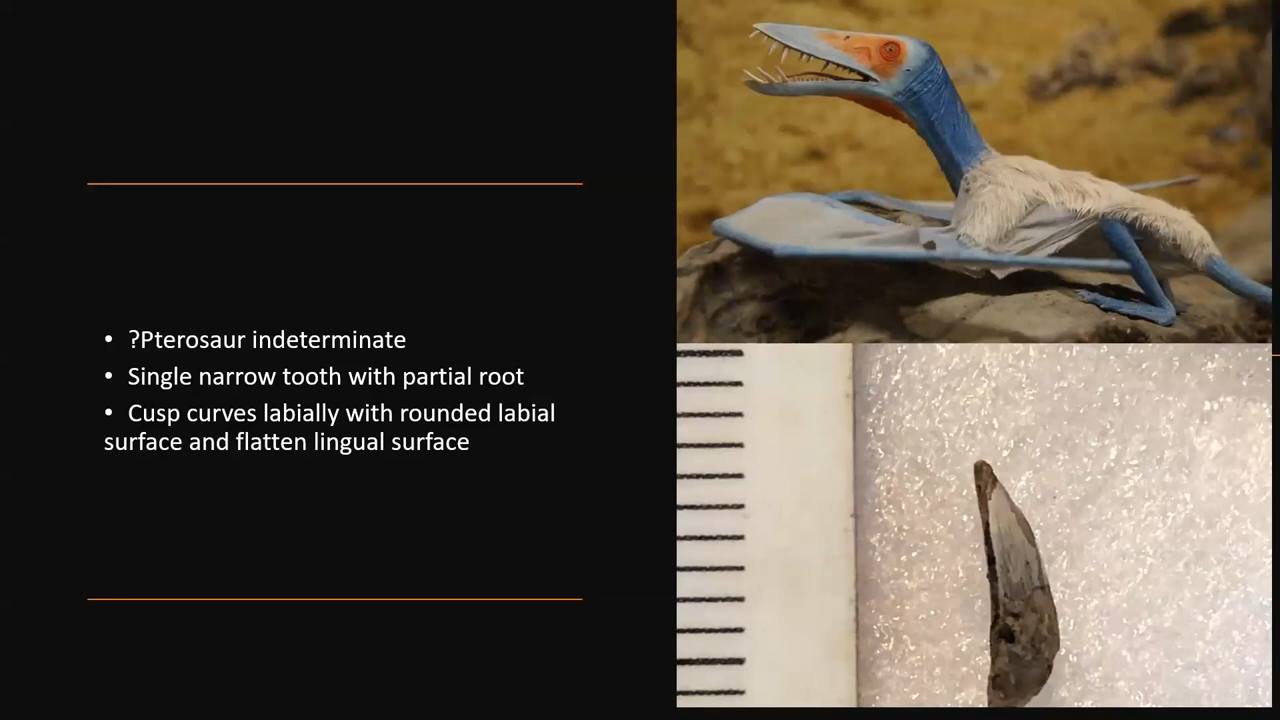 • ?Pterosaur indeterminate
• Single narrow tooth with partial root
• Cusp curves labially with rounded labial
surface and flatten lingual surface